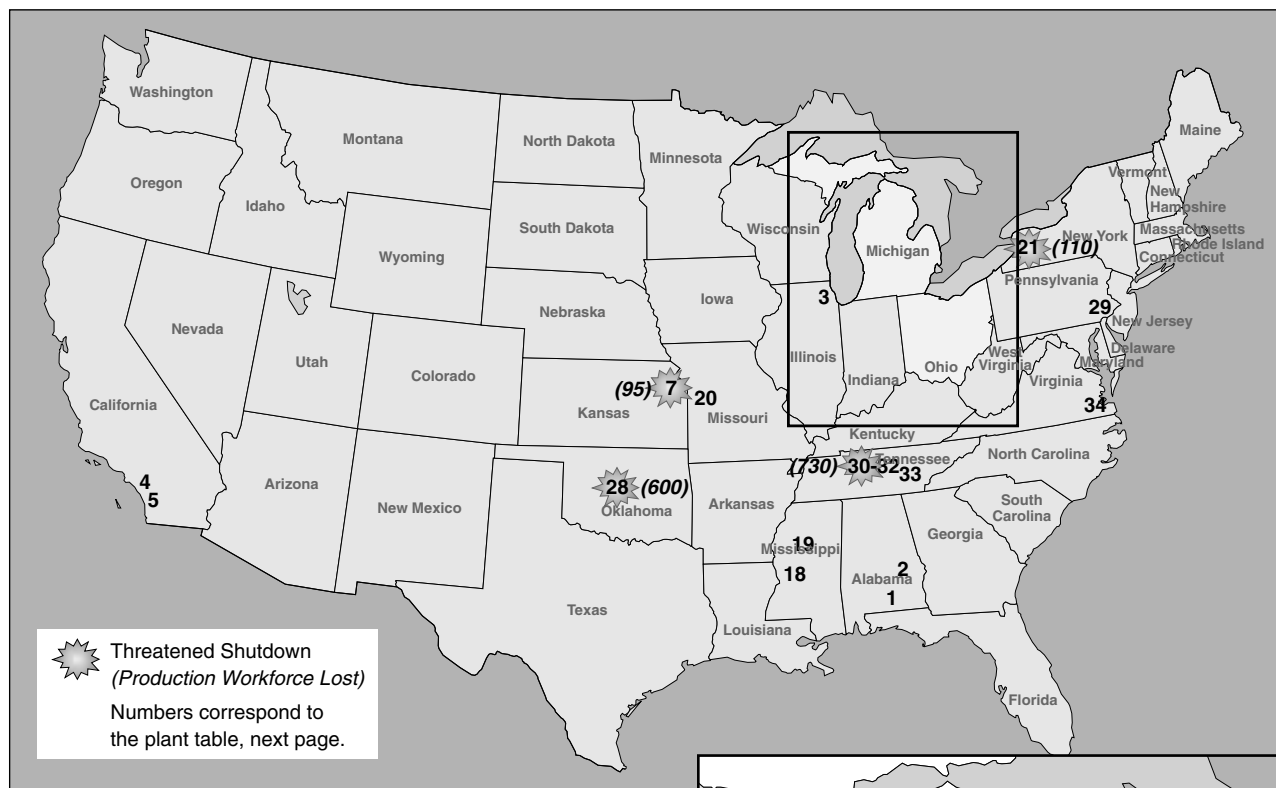 Washington
Montana
North Dakota
Minnesota
Maine
Oregon
Idaho
South Dakota
Wisconsin
Michigan
Vermont
New
Hampshire
New York
Massachusetts
Rhode Island
Connecticut
21 (110)
Wyoming
Pennsylvania
Iowa
3
29
Nebraska
New Jersey
Nevada
Utah
Colorado
Illinois
Indiana
Ohio
West
Virginia
Delaware
Maryland
Virginia
(95) 7
20
Kansas
Missouri
California
34
Kentucky
Tennessee
(730) 30-32
33
North Carolina
4
5
Arizona
New Mexico
28 (600)
Oklahoma
Arkansas
South
Carolina
Georgia
19
Mississippi
18
2
Alabama
1
Texas
Louisiana
Florida
Threatened Shutdown
(Production Workforce Lost)
Numbers correspond to
the plant table, next page.